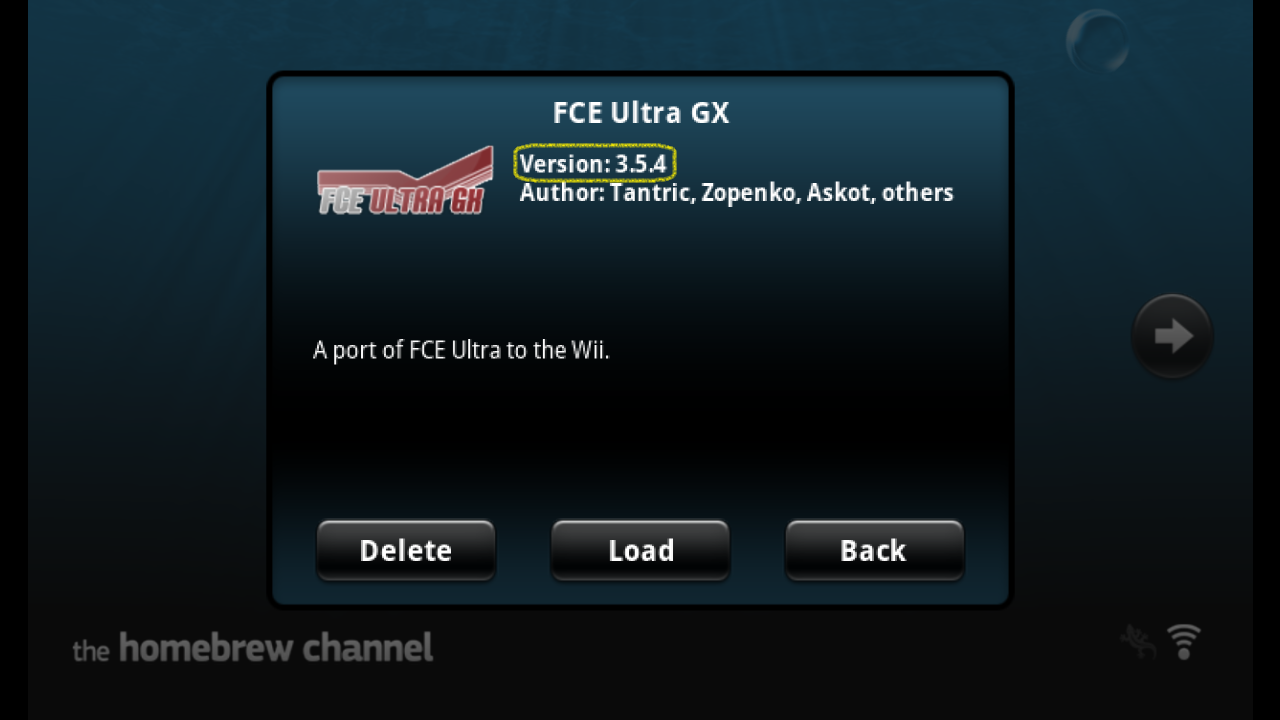 FCE Ultra GX
FCE ULTRA GX
Version: 3.5.4
Author: Tantric, Zopenko, Askot, others
A port of FCE Ultra to the Wii.
Delete
Load
Back
the homebrew channel